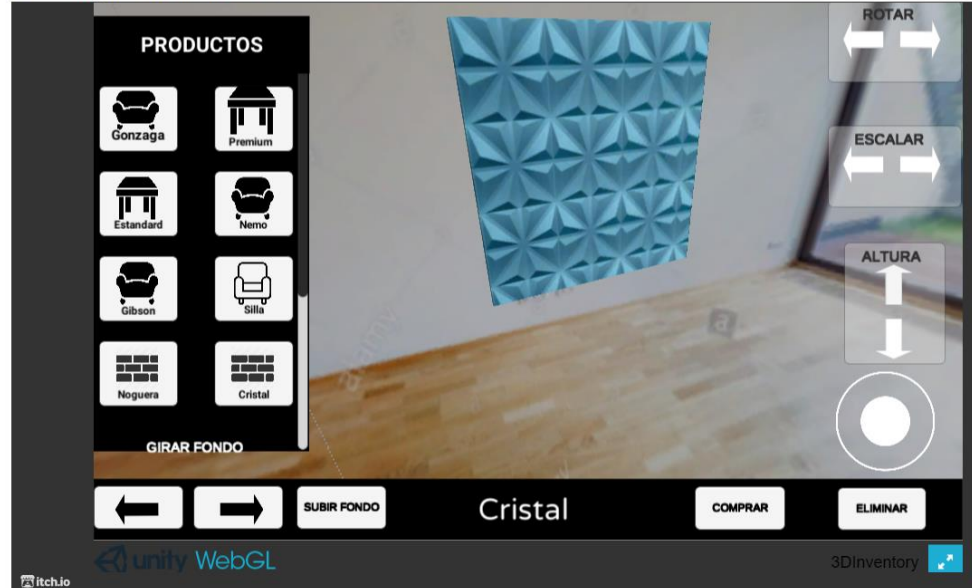 PRODUCTOS
Gonzaga
Premium
Estandard
Nemo
Gibson
Silla
Noguera
Cristal
GIRAR FONDO
ROTAR
ESCALAR
ALTURA
alamy
a
SUBIR FONDO
Cristal
COMPRAR
ELIMINAR
unity WebGL
3DInventory
itch.io